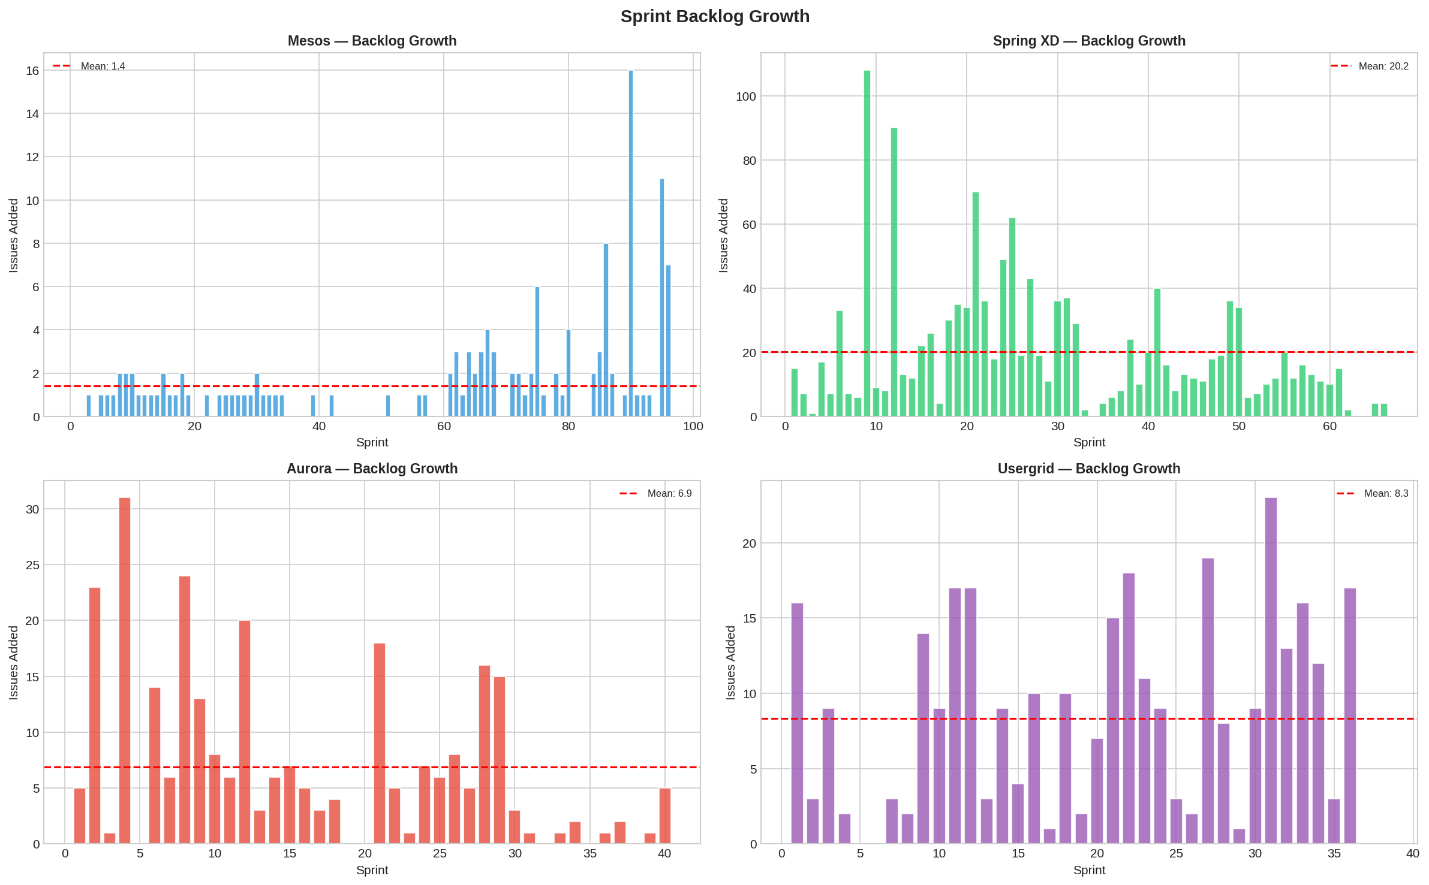 Sprint Backlog Growth
Mesos — Backlog Growth
Mean: 1.4
Issues Added
0
2
4
6
8
10
12
14
16
0 20 40 60 80 100
Sprint
Spring XD — Backlog Growth
Mean: 20.2
Issues Added
0
20
40
60
80
100
0 10 20 30 40 50 60
Sprint
Aurora — Backlog Growth
Mean: 6.9
Issues Added
0
5
10
15
20
25
30
0 5 10 15 20 25 30 35 40
Sprint
Usergrid — Backlog Growth
Mean: 8.3
Issues Added
0
5
10
15
20
0 5 10 15 20 25 30 35 40
Sprint